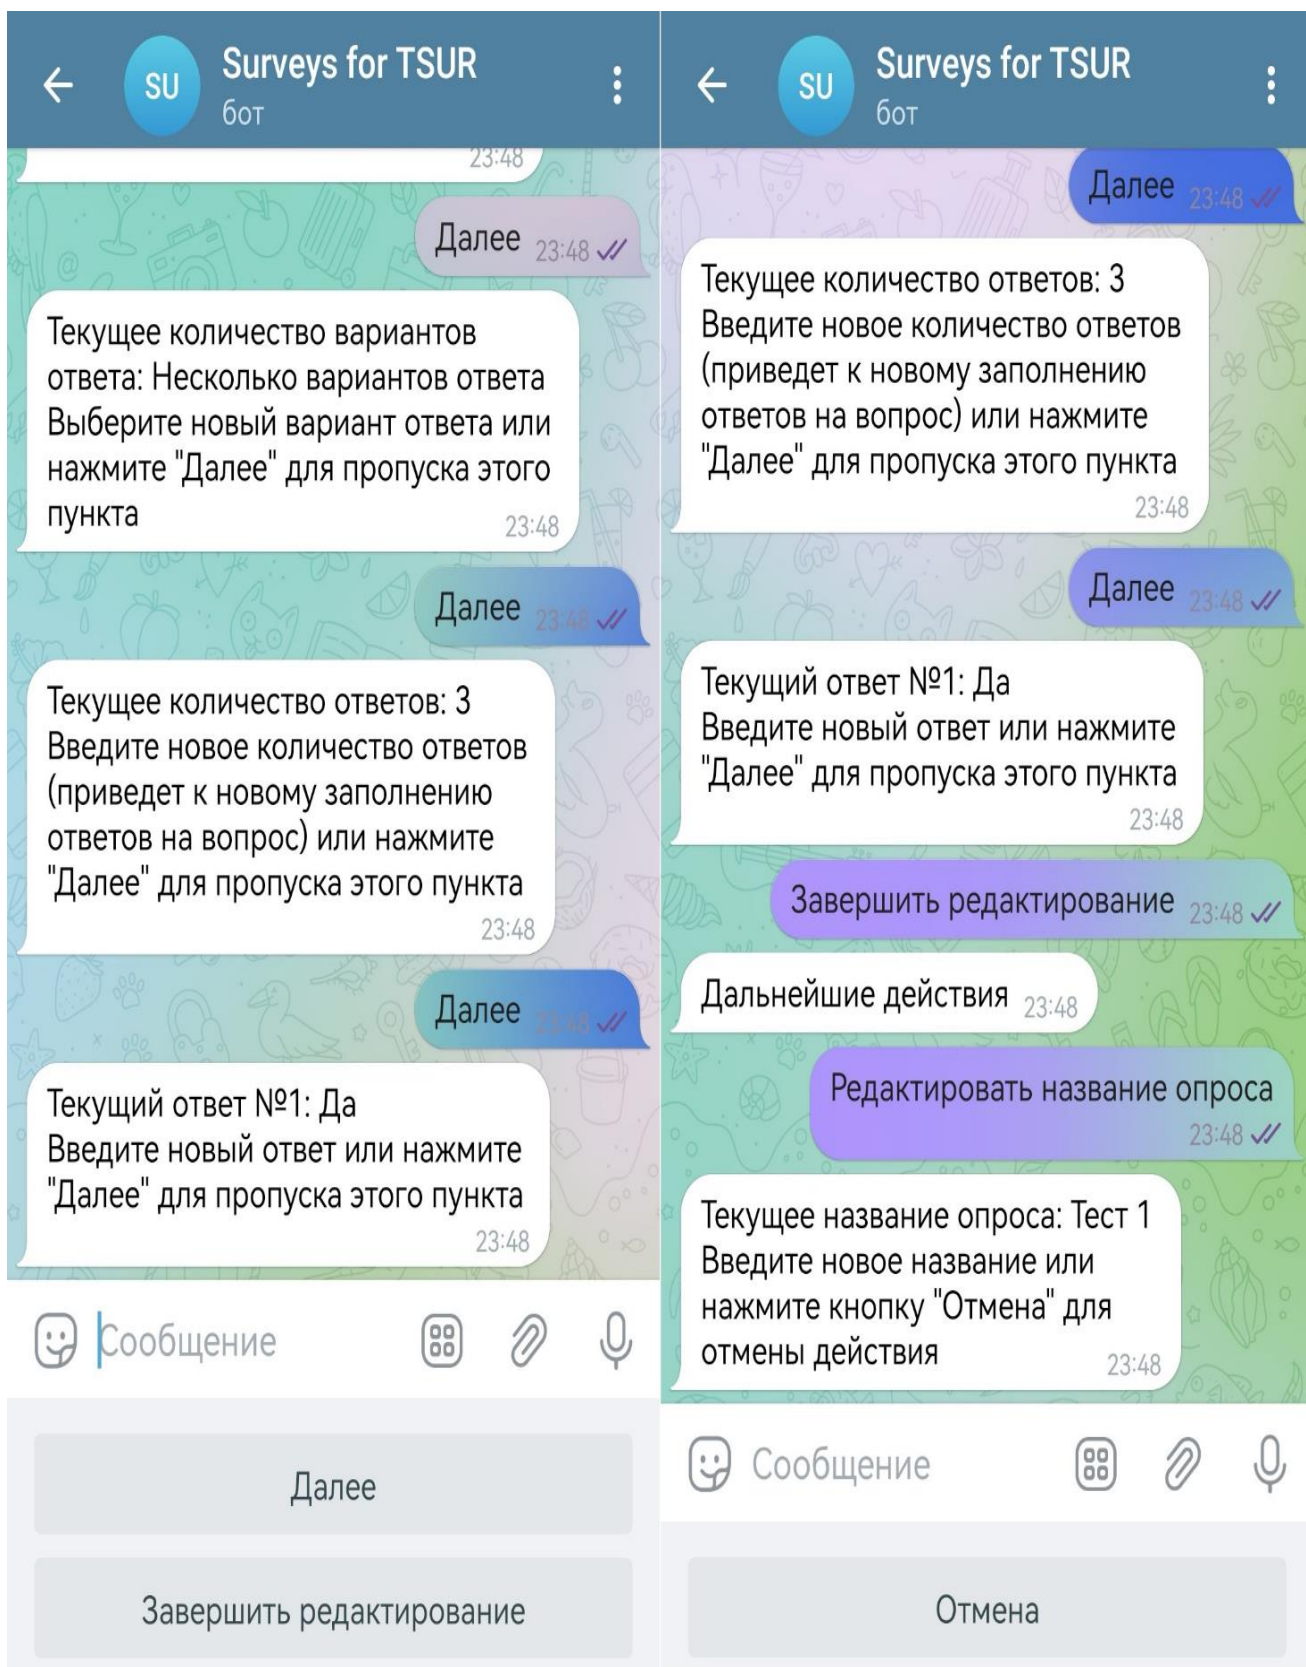 SU
Surveys for TSUR
бот
23:48
Далее 23:48
Текущее количество вариантов
ответа: Несколько вариантов ответа
Выберите новый вариант ответа или
нажмите "Далее" для пропуска этого
пункта
23:48
Далее 23:48
Текущее количество ответов: 3
Введите новое количество ответов
(приведет к новому заполнению
ответов на вопрос) или нажмите
"Далее" для пропуска этого пункта
23:48
Далее 23:48
Текущий ответ №1: Да
Введите новый ответ или нажмите
"Далее" для пропуска этого пункта
23:48
Сообщение
Далее
Завершить редактирование
SU
Surveys for TSUR
бот
Далее 23:48
Текущее количество ответов: 3
Введите новое количество ответов
(приведет к новому заполнению
ответов на вопрос) или нажмите
"Далее" для пропуска этого пункта
23:48
Далее 23:48
Текущий ответ №1: Да
Введите новый ответ или нажмите
"Далее" для пропуска этого пункта
23:48
Завершить редактирование 23:48
Дальнейшие действия 23:48
Редактировать название опроса
23:48
Текущее название опроса: Тест 1
Введите новое название или
нажмите кнопку "Отмена" для
отмены действия
23:48
Сообщение
Отмена